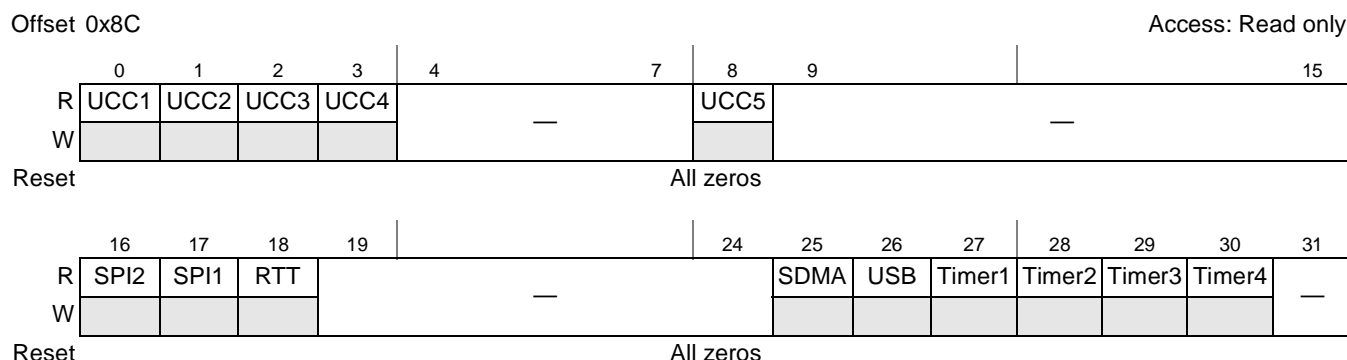 Offset 0x8C Access: Read only
0 1 2 3 4 7 8 9 15
R UCC1 UCC2 UCC3 UCC4 — UCC5 —
W
Reset All zeros
16 17 18 19 24 25 26 27 28 29 30 31
R SPI2 SPI1 RTT — SDMA USB Timer1 Timer2 Timer3 Timer4 —
W
Reset All zeros